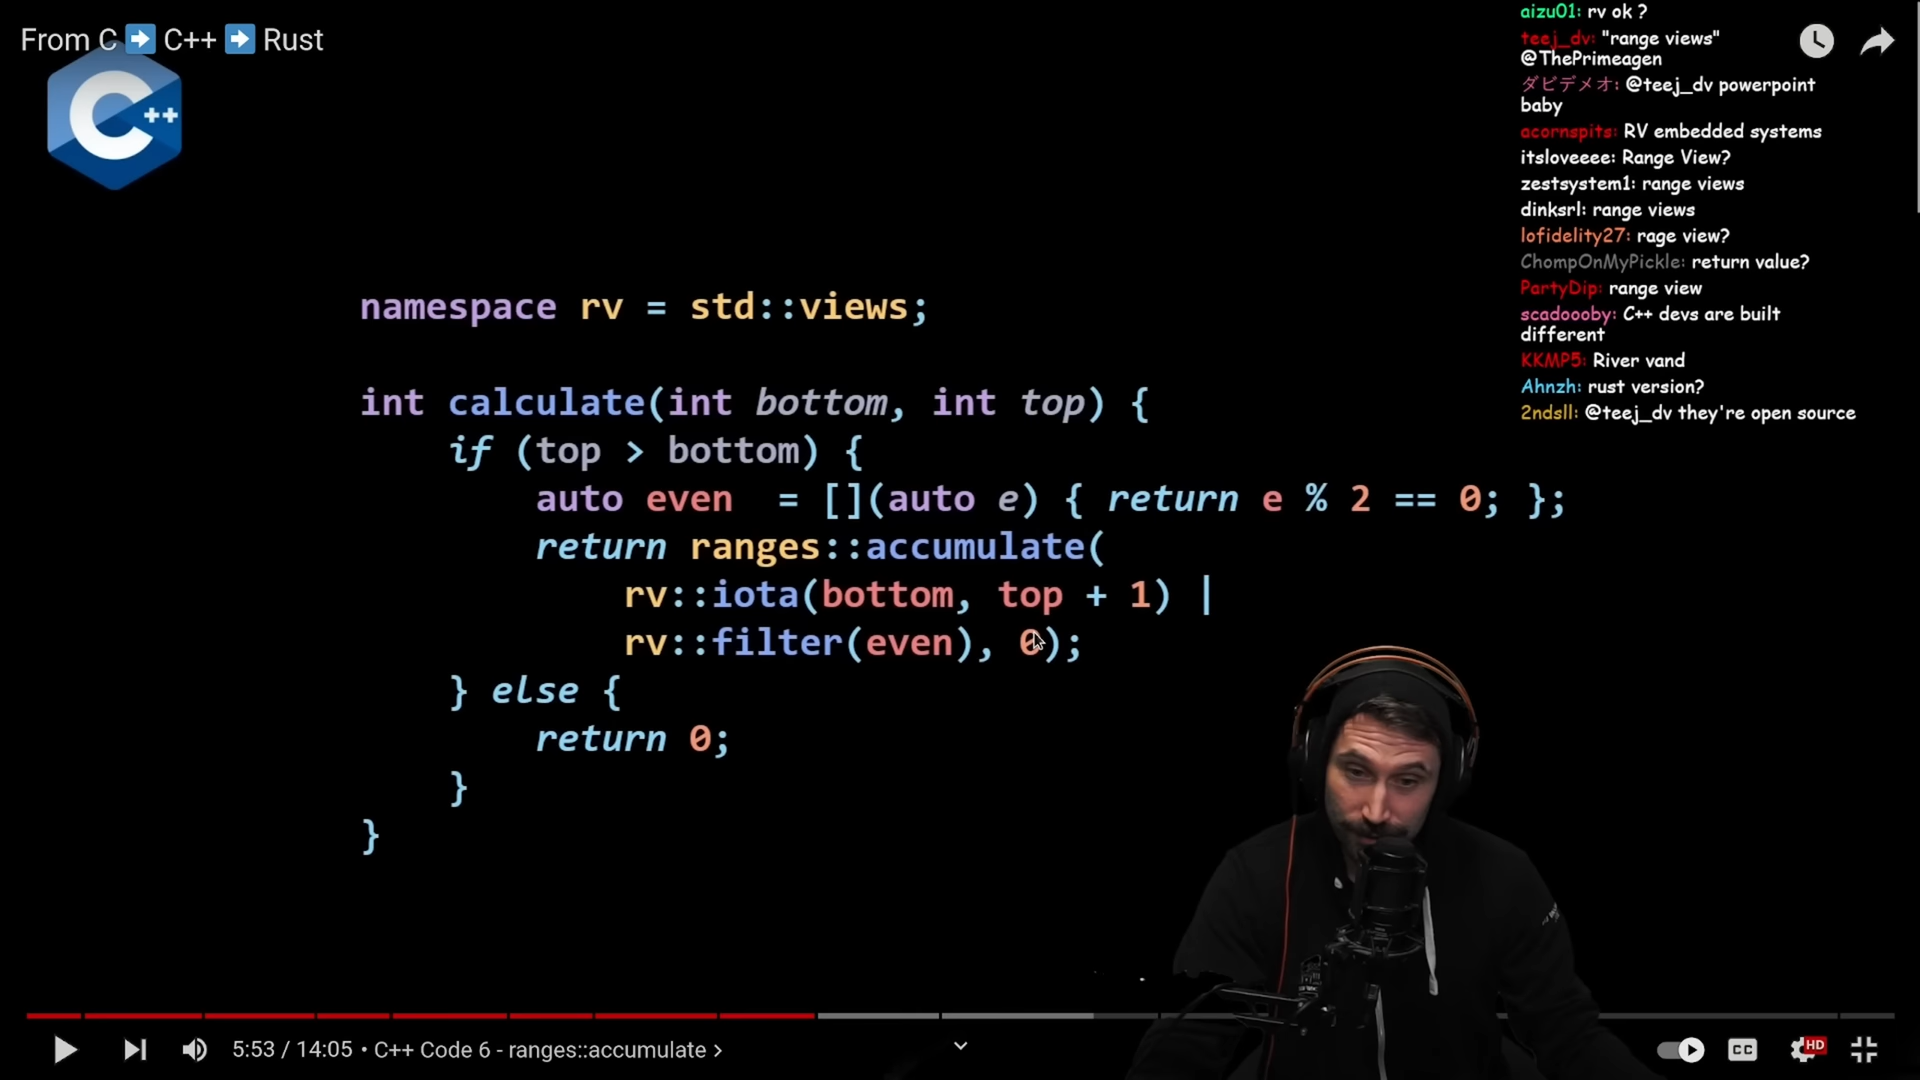 From C ➡ C++ ➡ Rust
C++
namespace rv = std::views;
int calculate(int bottom, int top) {
if (top > bottom) {
auto even  = [](auto e) { return e % 2 == 0; };
return ranges::accumulate(
rv::iota(bottom, top + 1) |
rv::filter(even), 0);
} else {
return 0;
}
}
aizu01: rv ok ?
teej_dv: "range views"
@ThePrimeagen
ダビデメオ: @teej_dv powerpoint
baby
acornspits: RV embedded systems
itsloveeee: Range View?
zestsystem1: range views
dinksrl: range views
lofidelity27: rage view?
ChompOnMyPickle: return value?
PartyDip: range view
scadoooby: C++ devs are built
different
KKMP5: River vand
Ahnzh: rust version?
2ndsll: @teej_dv they're open source
5:53 / 14:05 • C++ Code 6 - ranges::accumulate >
CC
HD